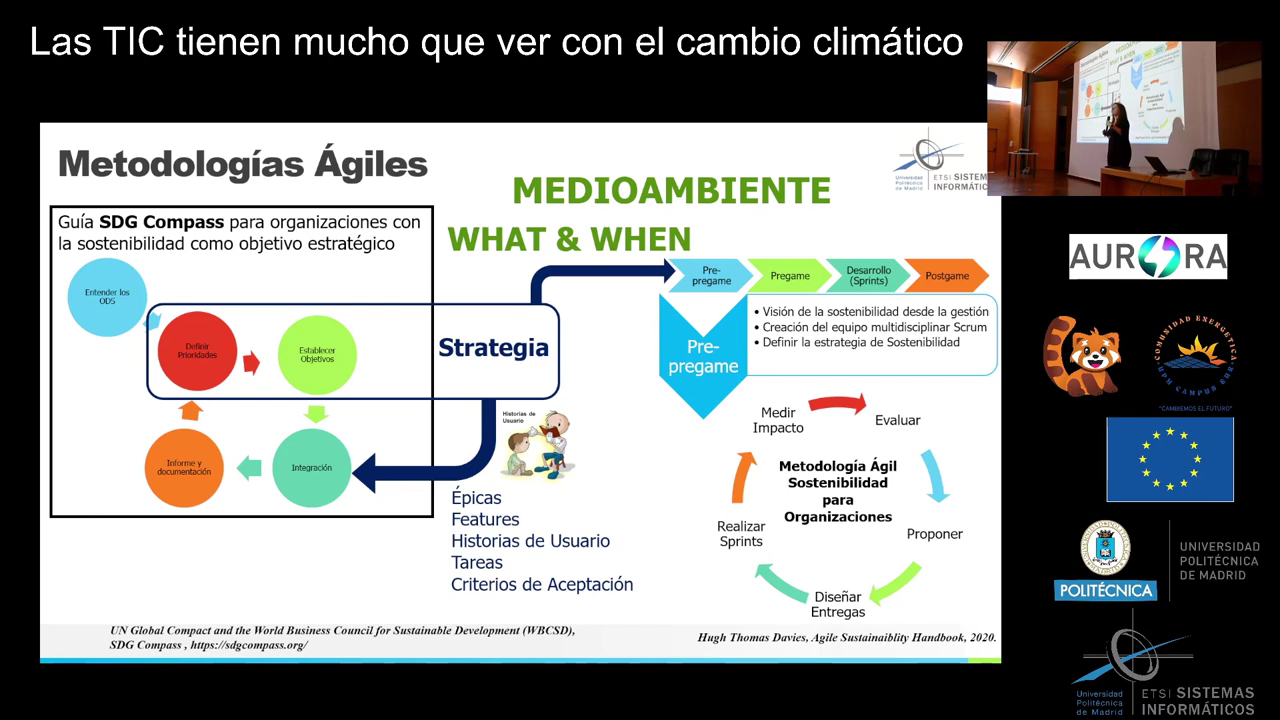 Las TIC tienen mucho que ver con el cambio climático
Metodologías Ágiles
Universidad
Politécnica
de Madrid
ETSI SISTEM
INFORMÁTIC
MEDIOAMBIENTE
WHAT & WHEN
Guía SDG Compass para organizaciones con
la sostenibilidad como objetivo estratégico
Entender los
ODS
Definir
Prioridades
Establecer
Objetivos
Integración
Informe y
documentación
Strategia
Historias de
Usuario
Épicas
Features
Historias de Usuario
Tareas
Criterios de Aceptación
Pre-
pregame
Pregame
Desarrollo
(Sprints)
Postgame
Pre-
pregame
• Visión de la sostenibilidad desde la gestión
• Creación del equipo multidisciplinar Scrum
• Definir la estrategia de Sostenibilidad
Medir
Impacto
Evaluar
Proponer
Diseñar
Entregas
Realizar
Sprints
Metodología Ágil
Sostenibilidad
para
Organizaciones
UN Global Compact and the World Business Council for Sustainable Development (WBCSD),
SDG Compass , https://sdgcompass.org/
Hugh Thomas Davies, Agile Sustainaiblity Handbook, 2020.
AURORA
COMUNIDAD ENERGETICA
UPM CAMPUS SUR
"CAMBIEMOS EL FUTURO"
POLITÉCNICA
UNIVERSIDAD
POLITÉCNICA
DE MADRID
Universidad
Politécnica
de Madrid
ETSI SISTEMAS
INFORMÁTICOS